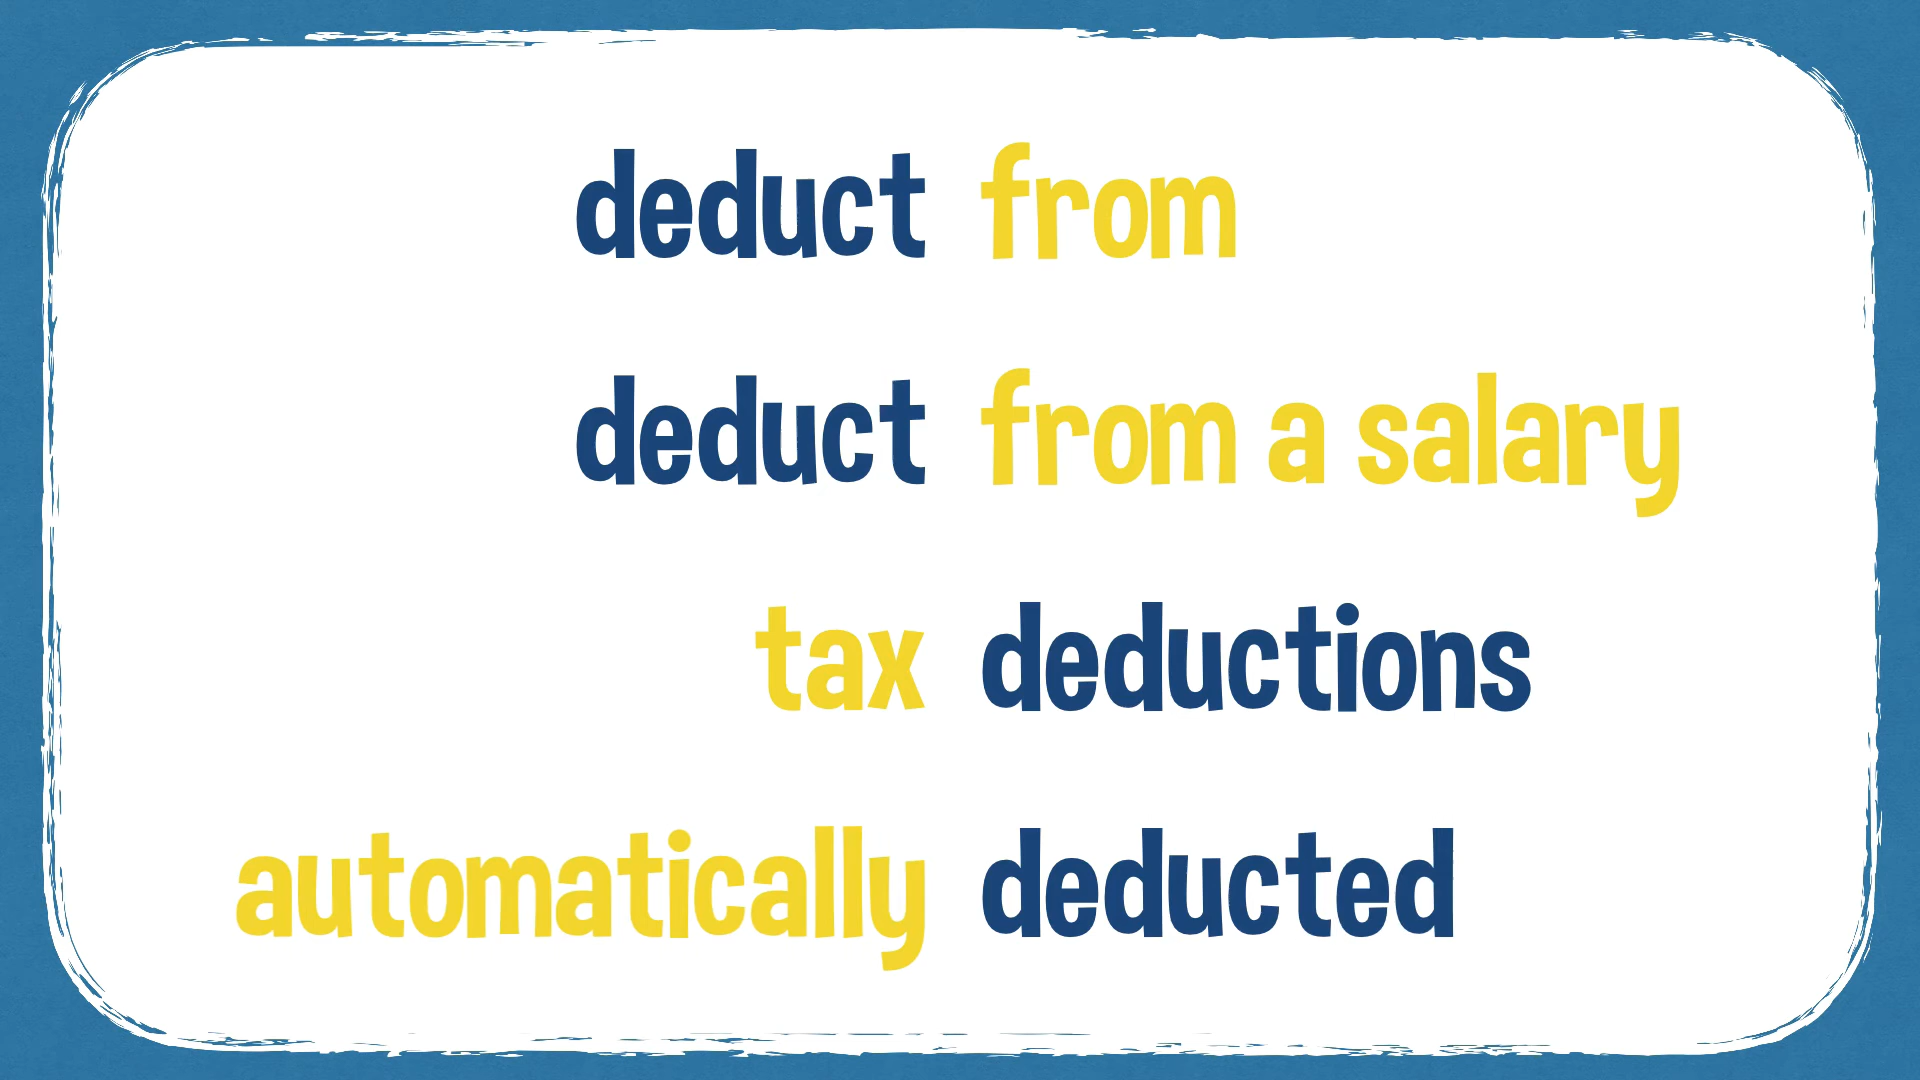 deduct from
deduct from a salary
tax deductions
automatically deducted